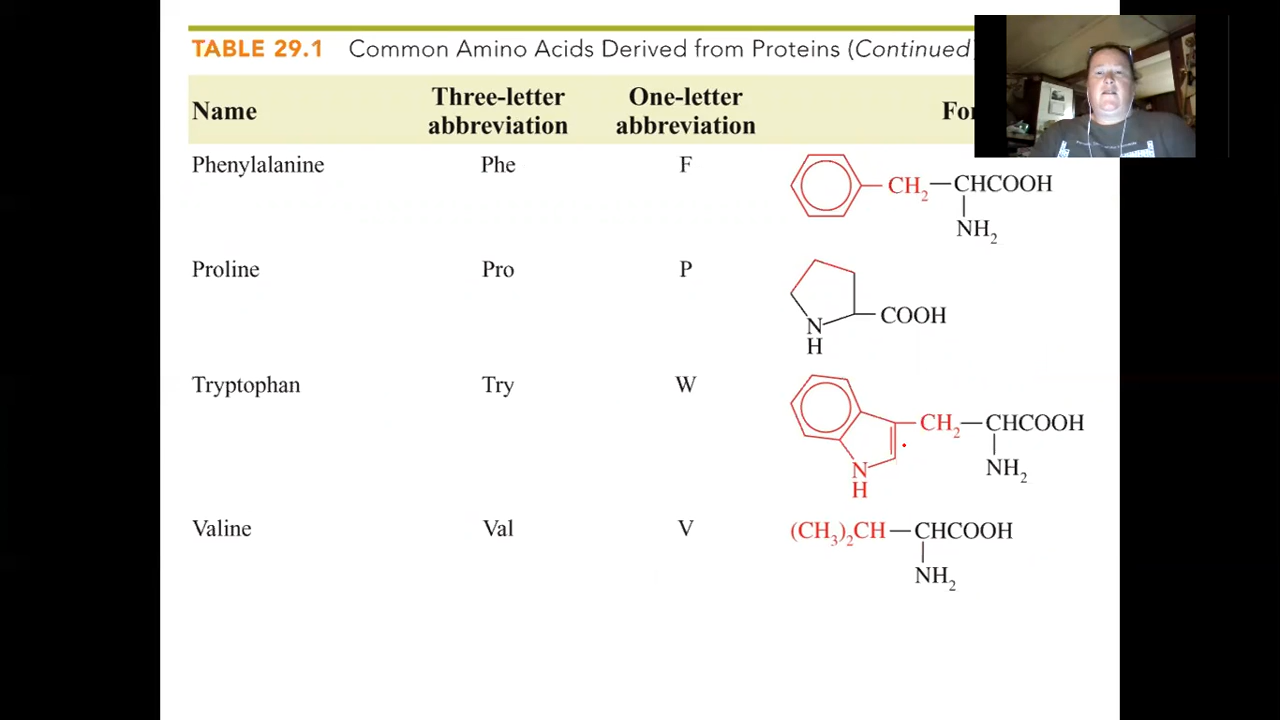 TABLE 29.1 Common Amino Acids Derived from Proteins (Continued)
Name Three-letter abbreviation One-letter abbreviation
Phenylalanine Phe F CH2—CHCOOH
NH2
Proline Pro P COOH
N
H
Tryptophan Try W CH2—CHCOOH
NH2
N
H
Valine Val V (CH3)2CH—CHCOOH
NH2